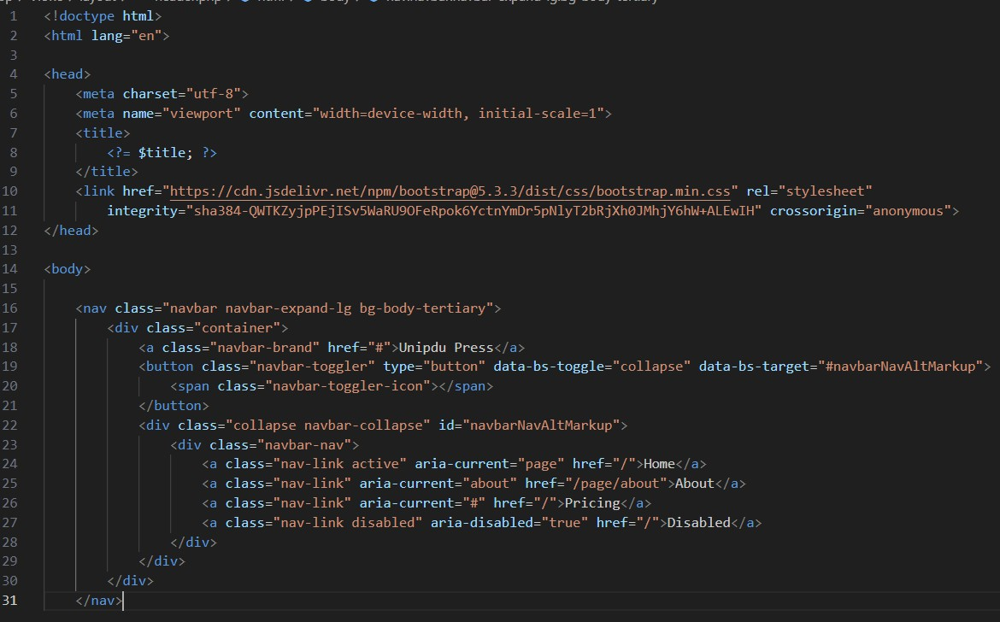 1 <!doctype html>
2 <html lang="en">
3
4 <head>
5 <meta charset="utf-8">
6 <meta name="viewport" content="width=device-width, initial-scale=1">
7 <title>
8 <?= $title; ?>
9 </title>
10 <link href="https://cdn.jsdelivr.net/npm/bootstrap@5.3.3/dist/css/bootstrap.min.css" rel="stylesheet"
11 integrity="sha384-QWTKZyjpPEjISv5WaRU9OFeRpok6YctnYmDr5pNlyT2bRjXh0JMhjY6hW+ALEwIH" crossorigin="anonymous">
12 </head>
13
14 <body>
15
16 <nav class="navbar navbar-expand-lg bg-body-tertiary">
17 <div class="container">
18 <a class="navbar-brand" href="#">Unipdu Press</a>
19 <button class="navbar-toggler" type="button" data-bs-toggle="collapse" data-bs-target="#navbarNavAltMarkup">
20 <span class="navbar-toggler-icon"></span>
21 </button>
22 <div class="collapse navbar-collapse" id="navbarNavAltMarkup">
23 <div class="navbar-nav">
24 <a class="nav-link active" aria-current="page" href="/">Home</a>
25 <a class="nav-link" aria-current="about" href="/page/about">About</a>
26 <a class="nav-link" aria-current="#" href="/">Pricing</a>
27 <a class="nav-link disabled" aria-disabled="true" href="/">Disabled</a>
28 </div>
29 </div>
30 </div>
31 </nav>